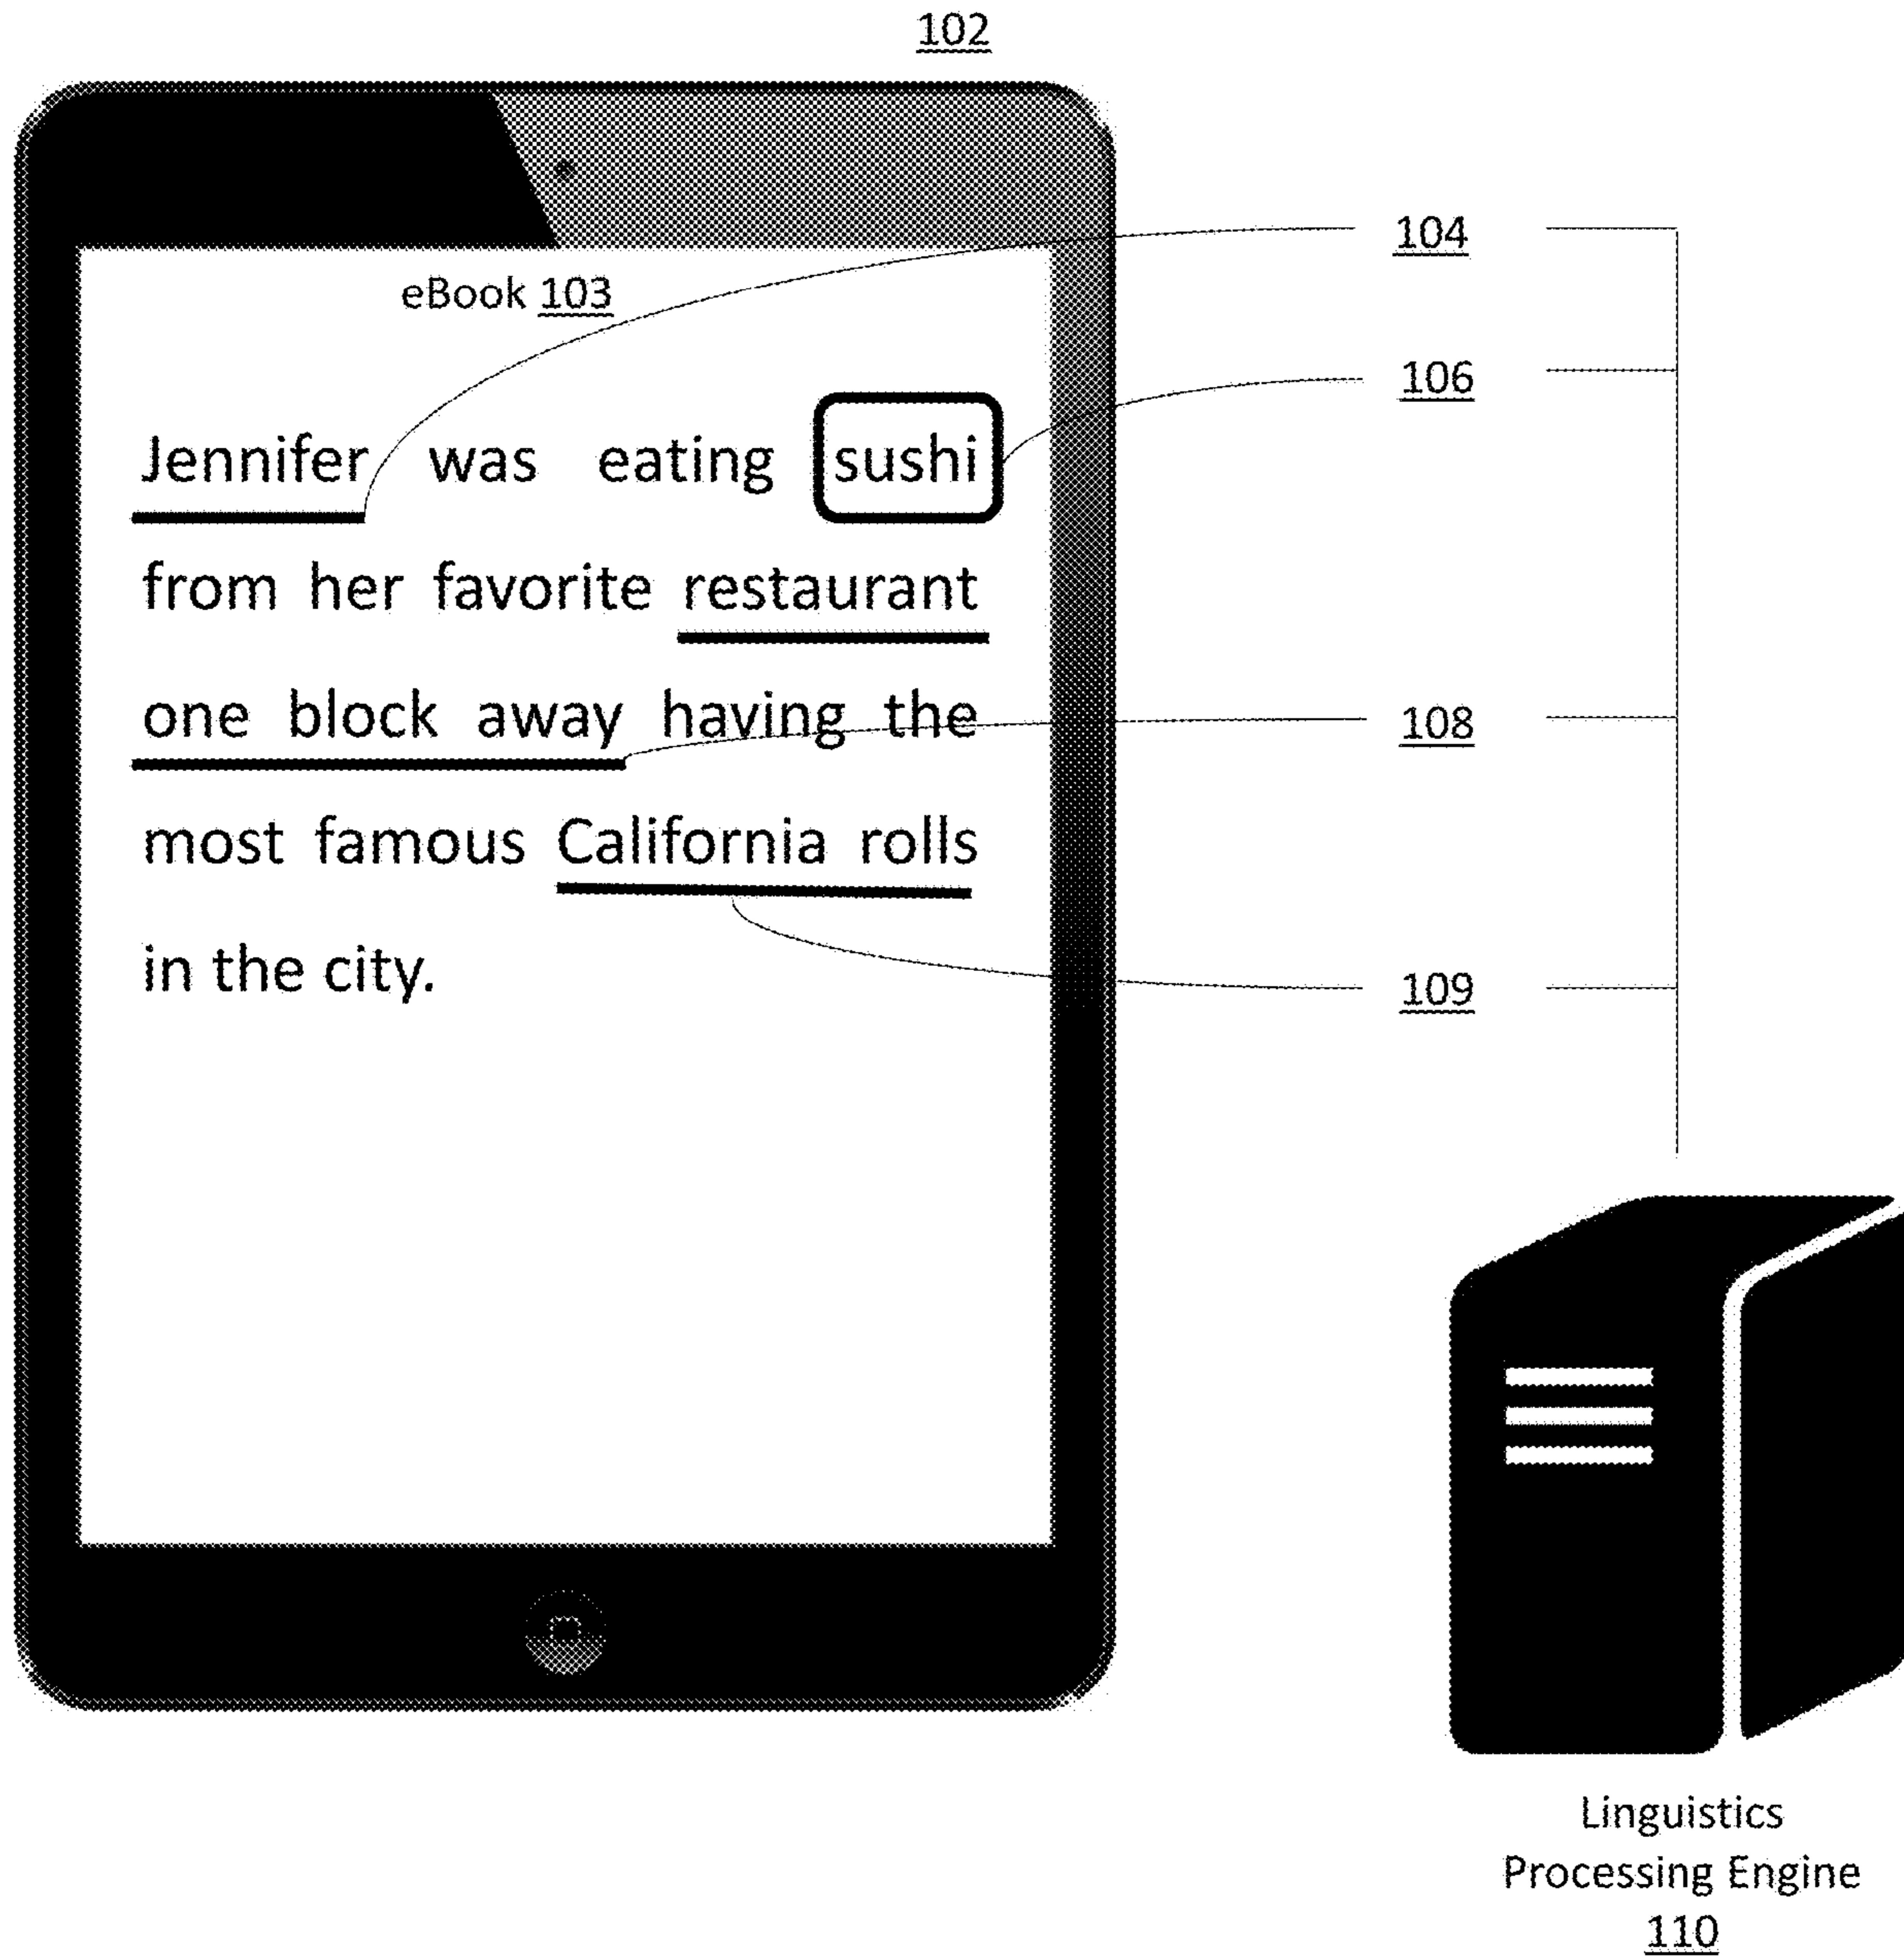 102
eBook 103
104
106
Jennifer was eating sushi
from her favorite restaurant
one block away having the
108
most famous California rolls
109
in the city.
Linguistics
Processing Engine
110